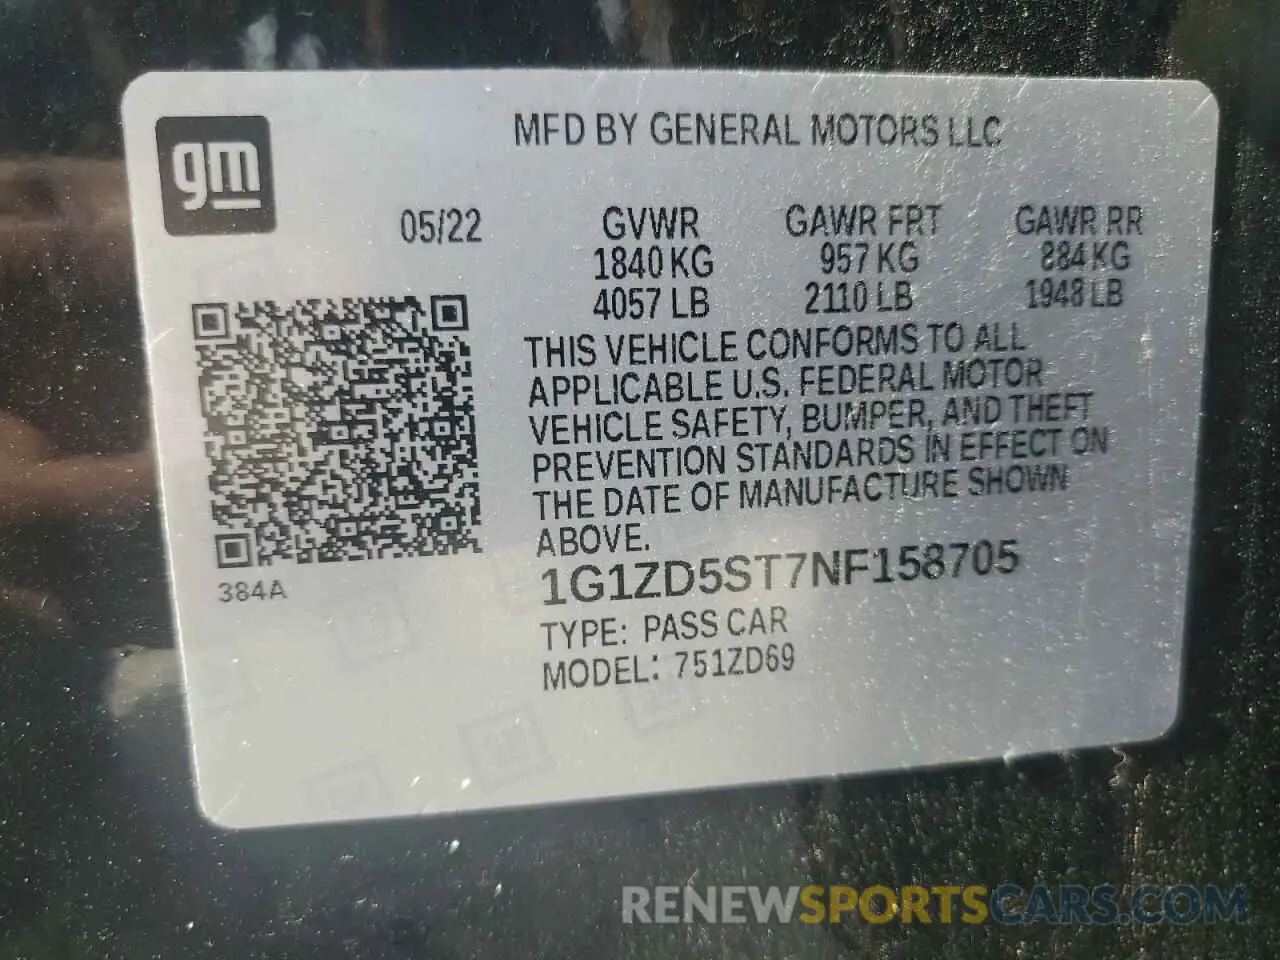 gm
MFD BY GENERAL MOTORS LLC
05/22 GVWR GAWR FRT GAWR RR
1840 KG 957 KG 884 KG
4057 LB 2110 LB 1948 LB
THIS VEHICLE CONFORMS TO ALL
APPLICABLE U.S. FEDERAL MOTOR
VEHICLE SAFETY, BUMPER, AND THEFT
PREVENTION STANDARDS IN EFFECT ON
THE DATE OF MANUFACTURE SHOWN
ABOVE.
384A
1G1ZD5ST7NF158705
TYPE: PASS CAR
MODEL: 751ZD69
RENEWSPORTSCARS.COM